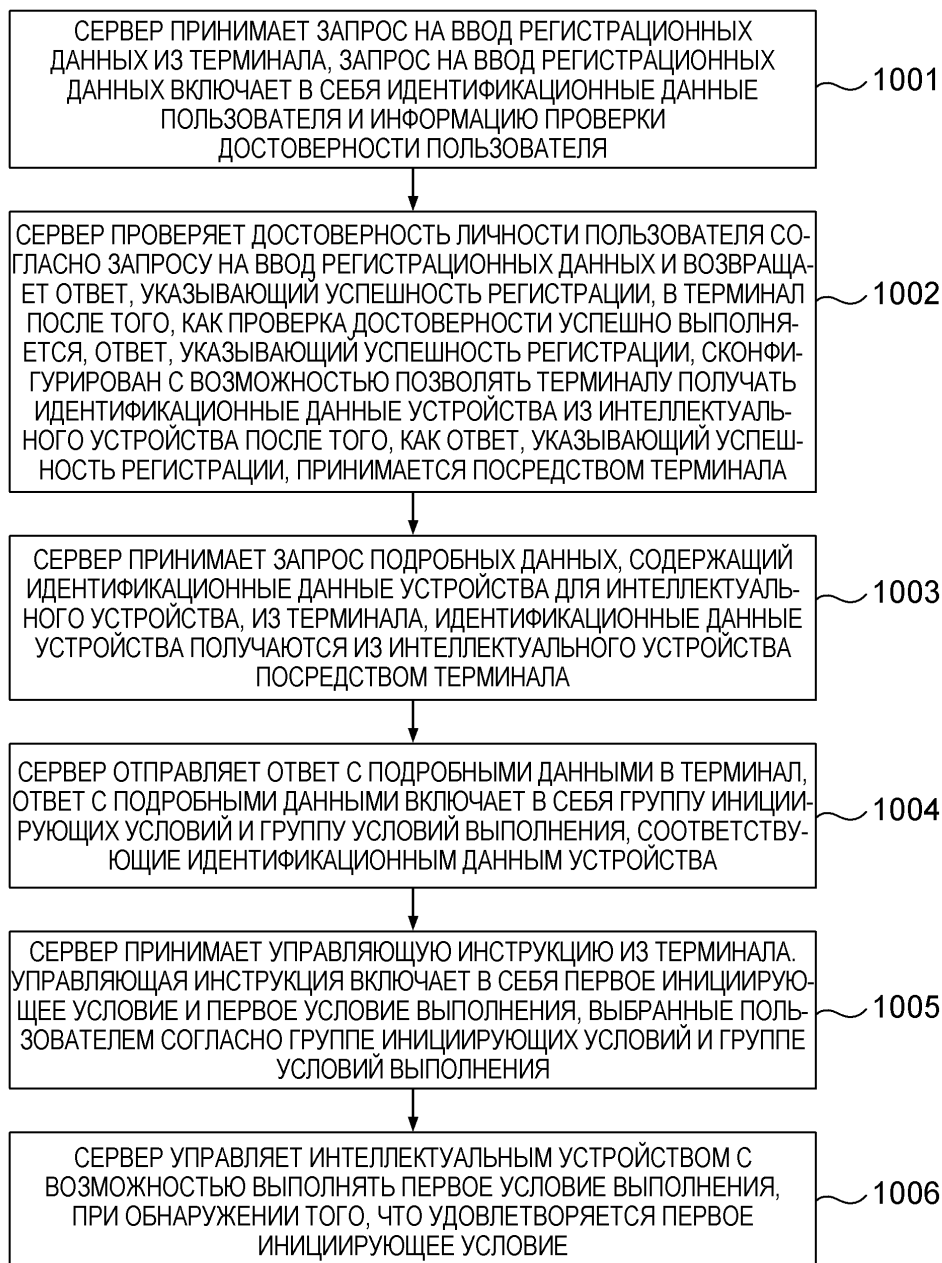 СЕРВЕР ПРИНИМАЕТ ЗАПРОС НА ВВОД РЕГИСТРАЦИОННЫХ
ДАННЫХ ИЗ ТЕРМИНАЛА, ЗАПРОС НА ВВОД РЕГИСТРАЦИОННЫХ
ДАННЫХ ВКЛЮЧАЕТ В СЕБЯ ИДЕНТИФИКАЦИОННЫЕ ДАННЫЕ
ПОЛЬЗОВАТЕЛЯ И ИНФОРМАЦИЮ ПРОВЕРКИ
ДОСТОВЕРНОСТИ ПОЛЬЗОВАТЕЛЯ
1001
СЕРВЕР ПРОВЕРЯЕТ ДОСТОВЕРНОСТЬ ЛИЧНОСТИ ПОЛЬЗОВАТЕЛЯ СО-
ГЛАСНО ЗАПРОСУ НА ВВОД РЕГИСТРАЦИОННЫХ ДАННЫХ И ВОЗВРАЩА-
ЕТ ОТВЕТ, УКАЗЫВАЮЩИЙ УСПЕШНОСТЬ РЕГИСТРАЦИИ, В ТЕРМИНАЛ
ПОСЛЕ ТОГО, КАК ПРОВЕРКА ДОСТОВЕРНОСТИ УСПЕШНО ВЫПОЛНЯ-
ЕТСЯ, ОТВЕТ, УКАЗЫВАЮЩИЙ УСПЕШНОСТЬ РЕГИСТРАЦИИ, СКОНФИ-
ГУРИРОВАН С ВОЗМОЖНОСТЬЮ ПОЗВОЛЯТЬ ТЕРМИНАЛУ ПОЛУЧАТЬ
ИДЕНТИФИКАЦИОННЫЕ ДАННЫЕ УСТРОЙСТВА ИЗ ИНТЕЛЛЕКТУАЛЬ-
НОГО УСТРОЙСТВА ПОСЛЕ ТОГО, КАК ОТВЕТ, УКАЗЫВАЮЩИЙ УСПЕШ-
НОСТЬ РЕГИСТРАЦИИ, ПРИНИМАЕТСЯ ПОСРЕДСТВОМ ТЕРМИНАЛА
1002
СЕРВЕР ПРИНИМАЕТ ЗАПРОС ПОДРОБНЫХ ДАННЫХ, СОДЕРЖАЩИЙ
ИДЕНТИФИКАЦИОННЫЕ ДАННЫЕ УСТРОЙСТВА ДЛЯ ИНТЕЛЛЕКТУАЛЬ-
НОГО УСТРОЙСТВА, ИЗ ТЕРМИНАЛА, ИДЕНТИФИКАЦИОННЫЕ ДАННЫЕ
УСТРОЙСТВА ПОЛУЧАЮТСЯ ИЗ ИНТЕЛЛЕКТУАЛЬНОГО УСТРОЙСТВА
ПОСРЕДСТВОМ ТЕРМИНАЛА
1003
СЕРВЕР ОТПРАВЛЯЕТ ОТВЕТ С ПОДРОБНЫМИ ДАННЫМИ В ТЕРМИНАЛ,
ОТВЕТ С ПОДРОБНЫМИ ДАННЫМИ ВКЛЮЧАЕТ В СЕБЯ ГРУППУ ИНИЦИИ-
РУЮЩИХ УСЛОВИЙ И ГРУППУ УСЛОВИЙ ВЫПОЛНЕНИЯ, СООТВЕТСТВУ-
ЮЩИЕ ИДЕНТИФИКАЦИОННЫМ ДАННЫМ УСТРОЙСТВА
1004
СЕРВЕР ПРИНИМАЕТ УПРАВЛЯЮЩУЮ ИНСТРУКЦИЮ ИЗ ТЕРМИНАЛА.
УПРАВЛЯЮЩАЯ ИНСТРУКЦИЯ ВКЛЮЧАЕТ В СЕБЯ ПЕРВОЕ ИНИЦИИРУЮ-
ЩЕЕ УСЛОВИЕ И ПЕРВОЕ УСЛОВИЕ ВЫПОЛНЕНИЯ, ВЫБРАННЫЕ ПОЛЬ-
ЗОВАТЕЛЕМ СОГЛАСНО ГРУППЕ ИНИЦИИРУЮЩИХ УСЛОВИЙ И ГРУППЕ
УСЛОВИЙ ВЫПОЛНЕНИЯ
1005
СЕРВЕР УПРАВЛЯЕТ ИНТЕЛЛЕКТУАЛЬНЫМ УСТРОЙСТВОМ С
ВОЗМОЖНОСТЬЮ ВЫПОЛНЯТЬ ПЕРВОЕ УСЛОВИЕ ВЫПОЛНЕНИЯ,
ПРИ ОБНАРУЖЕНИИ ТОГО, ЧТО УДОВЛЕТВОРЯЕТСЯ ПЕРВОЕ
ИНИЦИИРУЮЩЕЕ УСЛОВИЕ
1006